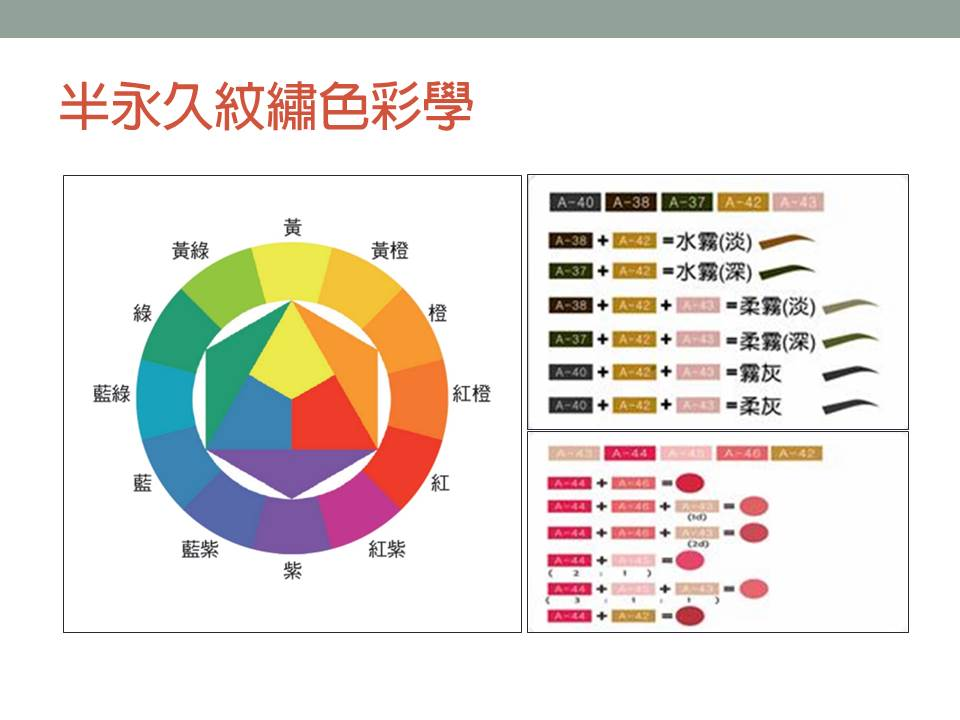 半永久紋繡色彩學
黃
黃綠
黃橙
綠
橙
藍綠
紅橙
藍
紅
藍紫
紅紫
紫
A-40 A-38 A-37 A-42 A-43
A-38 + A-42 =水霧(淡)
A-37 + A-42 =水霧(深)
A-38 + A-42 + A-43 =柔霧(淡)
A-37 + A-42 + A-43 =柔霧(深)
A-40 + A-42 + A-43 =霧灰
A-40 + A-42 + A-43 =柔灰
A-43 A-44 A-45 A-46 A-42
A-44 + A-46 =
A-44 + A-46 + A-43 =
(1d)
A-44 + A-46 + A-43 =
(2d)
A-44 + A-45 =
( 2 : 1 )
A-44 + A-45 + A-43 =
( 3 : 1 : 1 )
A-44 + A-42 =